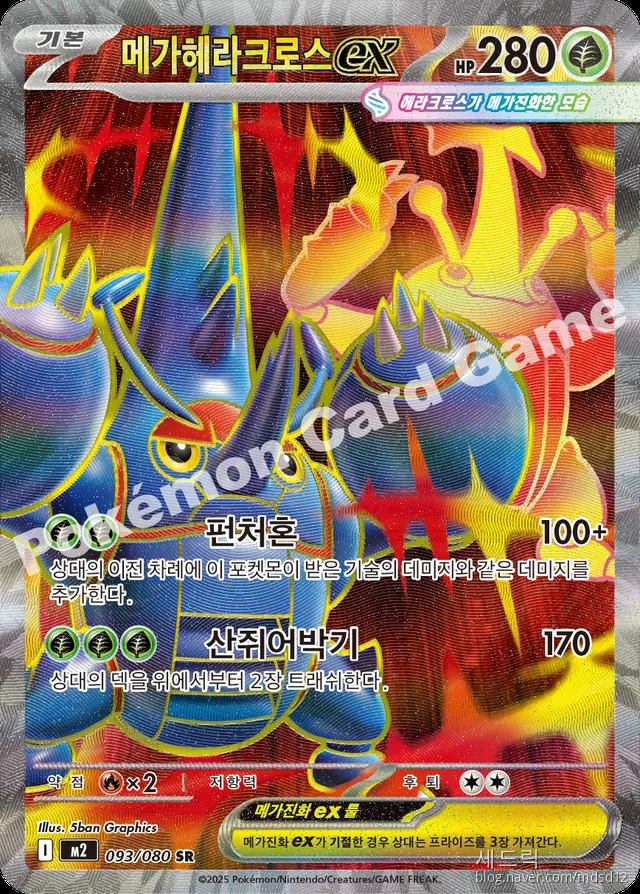 기본
메가헤라크로스ex
HP 280
헤라크로스가 메가진화한 모습
Pokémon Card Game
펀처혼 100+
상대의 이전 차례에 이 포켓몬이 받은 기술의 데미지와 같은 데미지를
추가한다.
산쥐어박기 170
상대의 덱을 위에서부터 2장 트래쉬한다.
약점 ×2 저항력 후퇴
메가진화 ex 룰
메가진화 ex가 기절한 경우 상대는 프라이즈를 3장 가져간다.
Illus. 5ban Graphics
I M2 093/080 SR
세드릭
blog.naver.com/mdsd12
©2025 Pokémon/Nintendo/Creatures/GAME FREAK.